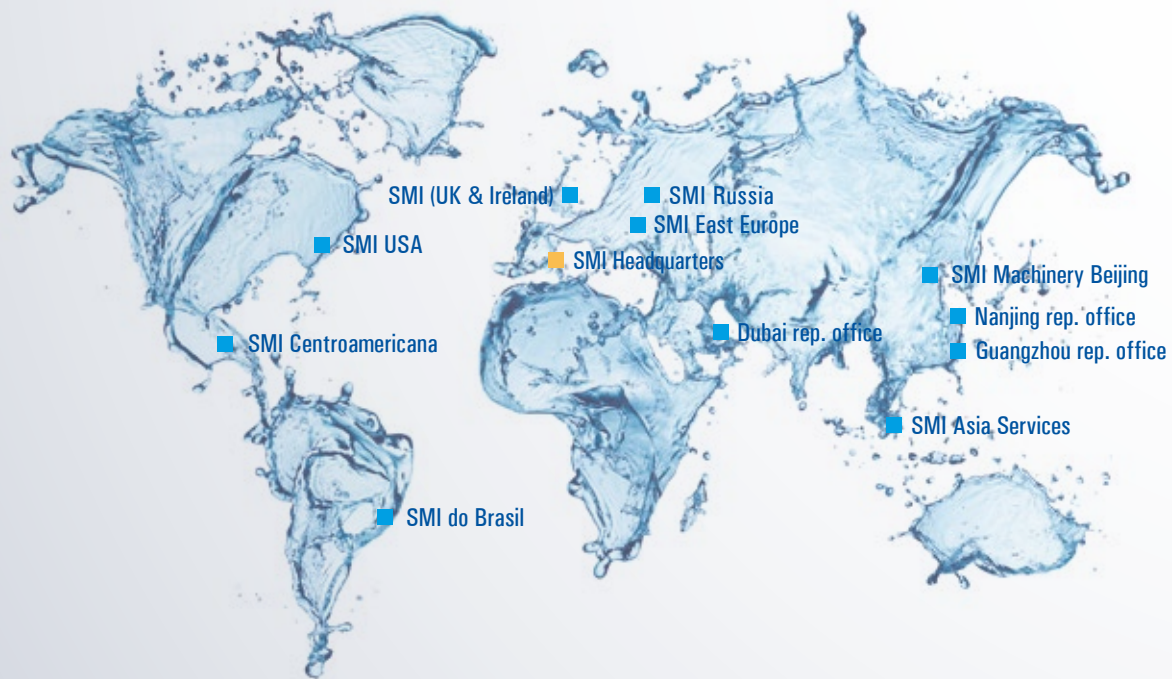 SMI (UK & Ireland)
SMI Russia
SMI East Europe
SMI USA
SMI Headquarters
SMI Machinery Beijing
Nanjing rep. office
Dubai rep. office
SMI Centroamericana
Guangzhou rep. office
SMI Asia Services
SMI do Brasil